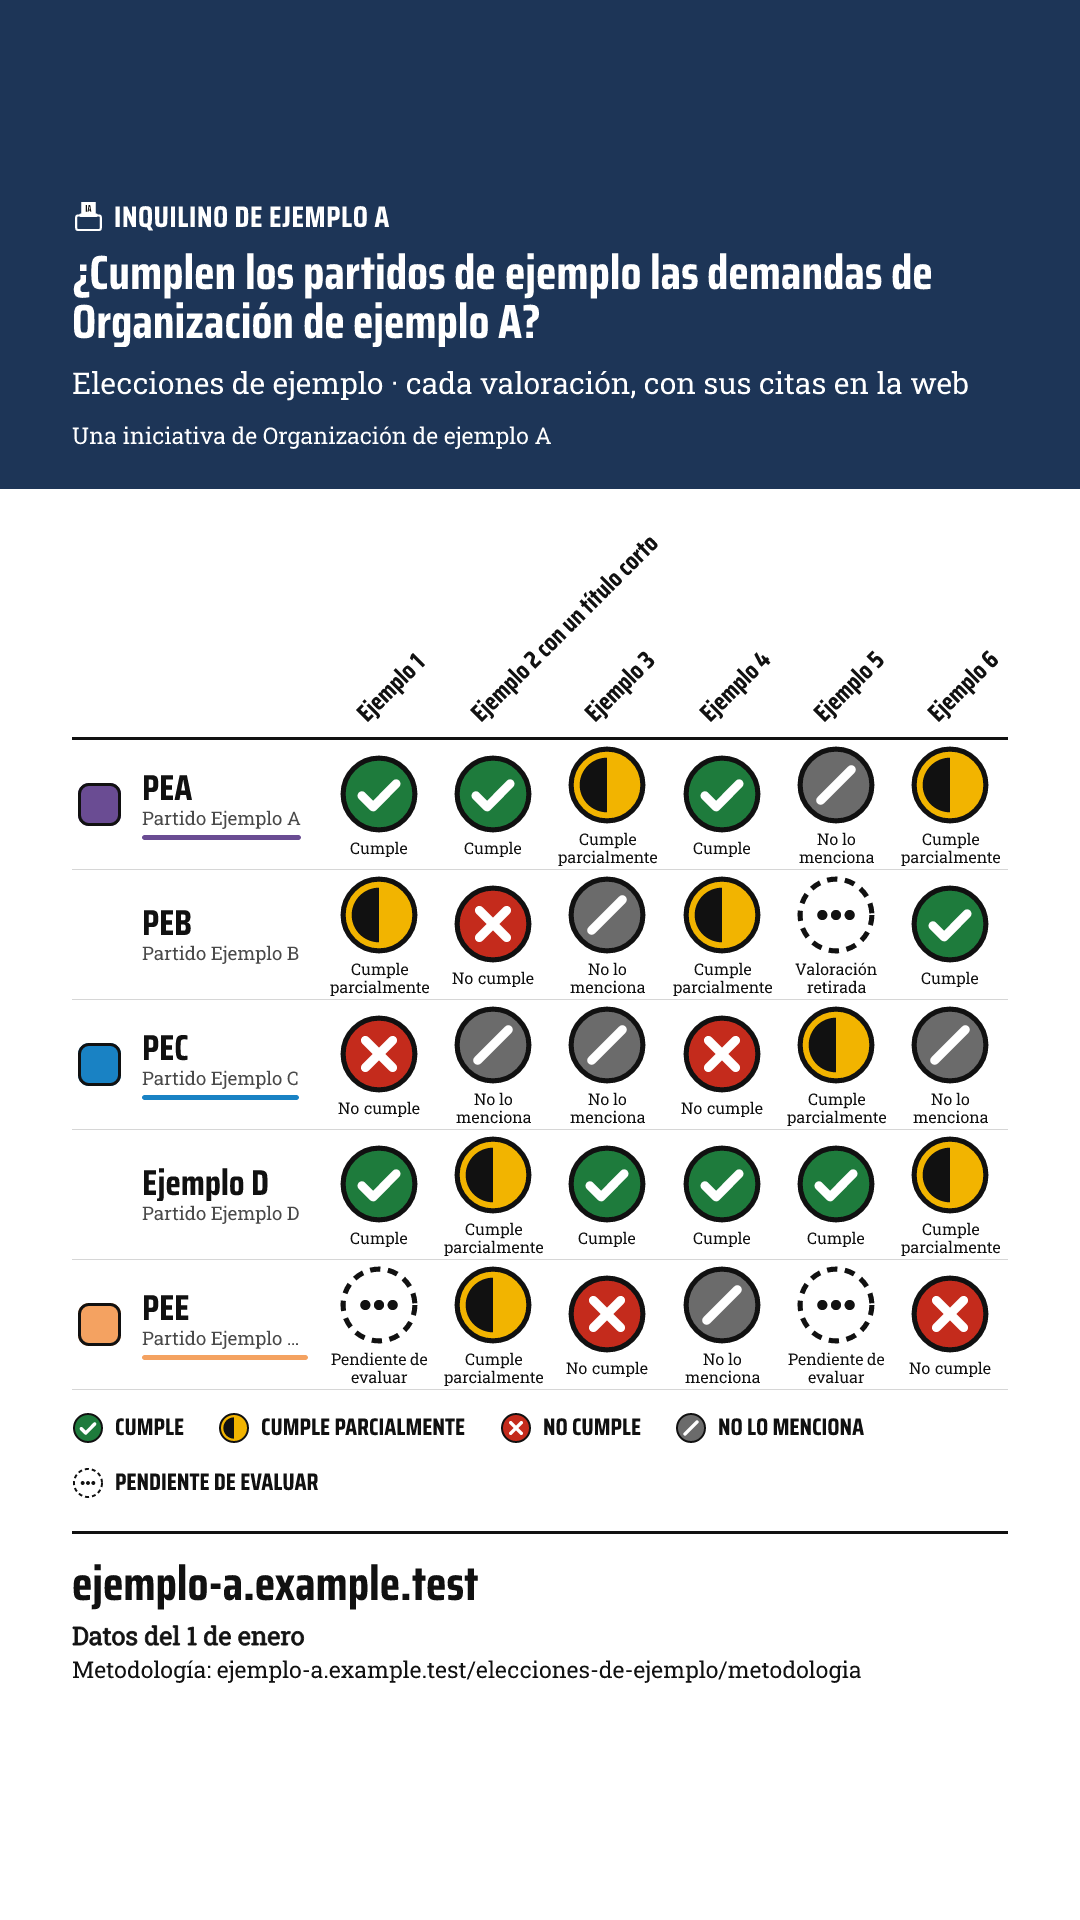 IA
INQUILINO DE EJEMPLO A
¿Cumplen los partidos de ejemplo las demandas de
Organización de ejemplo A?
Elecciones de ejemplo · cada valoración, con sus citas en la web
Una iniciativa de Organización de ejemplo A
Ejemplo 1
Ejemplo 2 con un título corto
Ejemplo 3
Ejemplo 4
Ejemplo 5
Ejemplo 6
PEA
Partido Ejemplo A
Cumple
Cumple
Cumple
parcialmente
Cumple
No lo
menciona
Cumple
parcialmente
PEB
Partido Ejemplo B
Cumple
parcialmente
No cumple
No lo
menciona
Cumple
parcialmente
Valoración
retirada
Cumple
PEC
Partido Ejemplo C
No cumple
No lo
menciona
No lo
menciona
No cumple
Cumple
parcialmente
No lo
menciona
Ejemplo D
Partido Ejemplo D
Cumple
Cumple
parcialmente
Cumple
Cumple
Cumple
Cumple
parcialmente
PEE
Partido Ejemplo ...
Pendiente de
evaluar
Cumple
parcialmente
No cumple
No lo
menciona
Pendiente de
evaluar
No cumple
CUMPLE
CUMPLE PARCIALMENTE
NO CUMPLE
NO LO MENCIONA
PENDIENTE DE EVALUAR
ejemplo-a.example.test
Datos del 1 de enero
Metodología: ejemplo-a.example.test/elecciones-de-ejemplo/metodologia